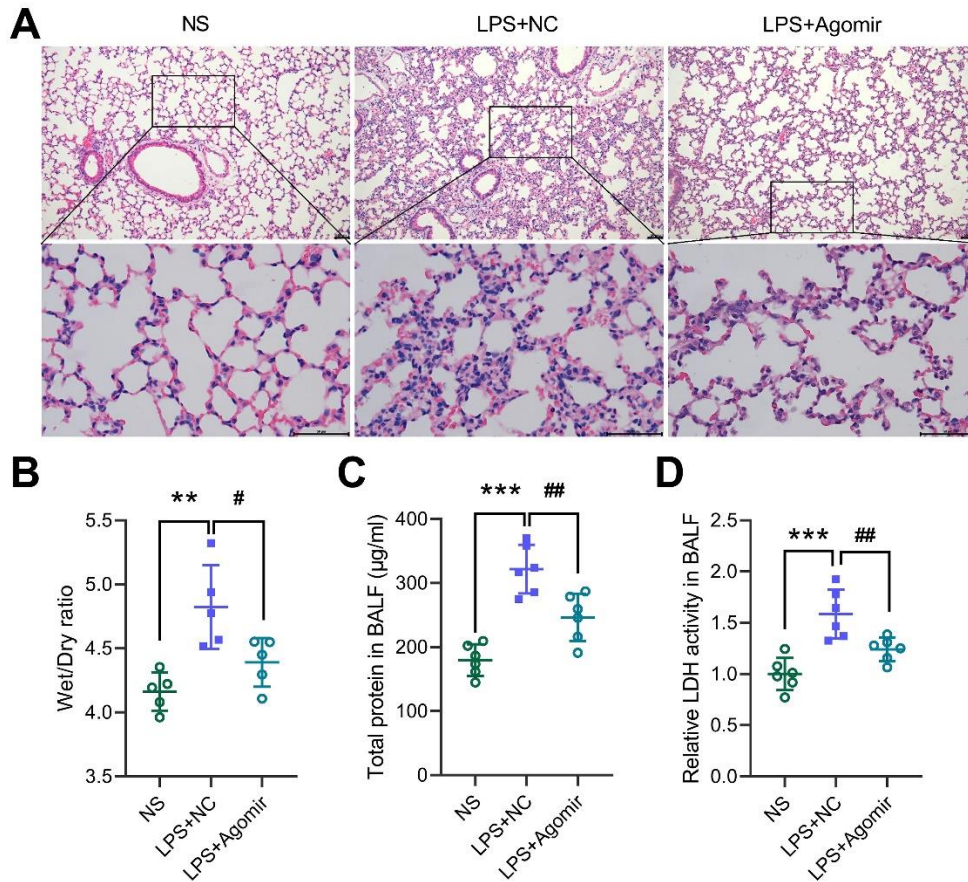 A
NS
LPS+NC
LPS+Agomir
B
** #
Wet/Dry ratio
5.5
5.0
4.5
4.0
3.5
NS
LPS+NC
LPS+Agomir
C
*** ##
Total protein in BALF (μg/ml)
400
300
200
100
0
NS
LPS+NC
LPS+Agomir
D
*** ##
Relative LDH activity in BALF
2.5
2.0
1.5
1.0
0.5
0.0
NS
LPS+NC
LPS+Agomir